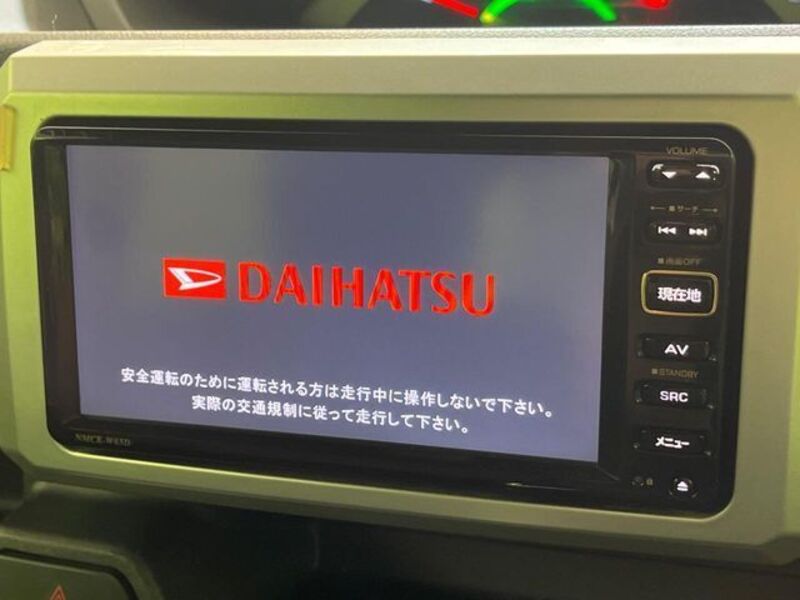 VOLUME
サーチ
画面OFF
現在地
AV
STANDBY
SRC
メニュー
DAIHATSU
安全運転のために運転される方は走行中に操作しないで下さい。
実際の交通規制に従って走行して下さい。
NMCK-W65D